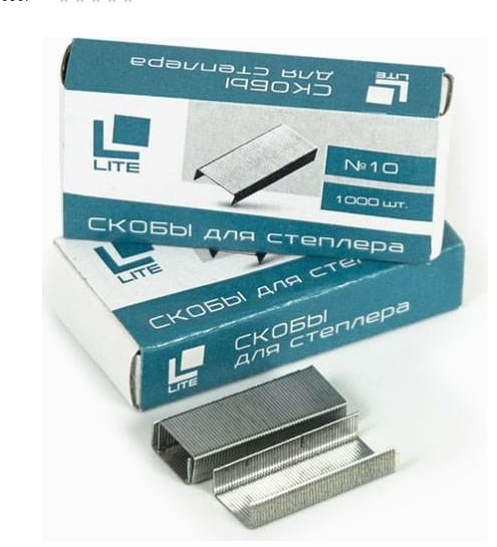 СКОБЫ
для степлера
LITE
LITE
№10
1000 шт.
СКОБЫ для степлера
LITE
СКОБЫ для сте
LITE
СКОБЫ
для степлера